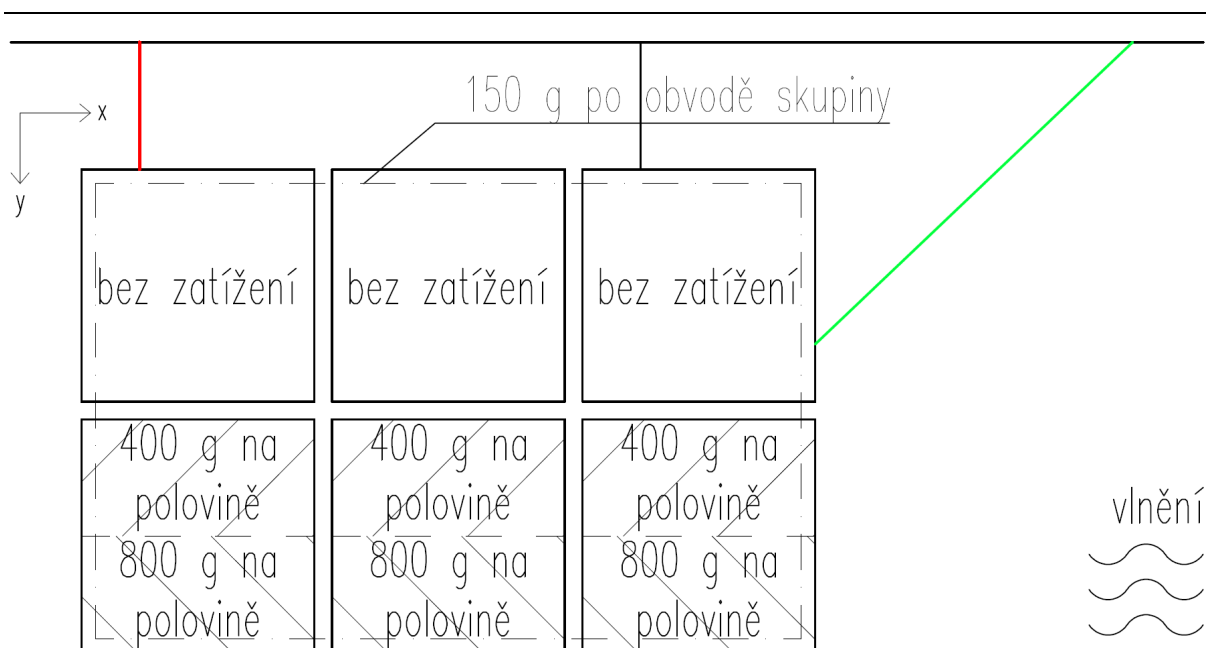 150 g po obvodě skupiny
x
y
bez zatížení
bez zatížení
bez zatížení
400 g na
polovině
800 g na
polovině
400 g na
polovině
800 g na
polovině
400 g na
polovině
800 g na
polovině
vlnění